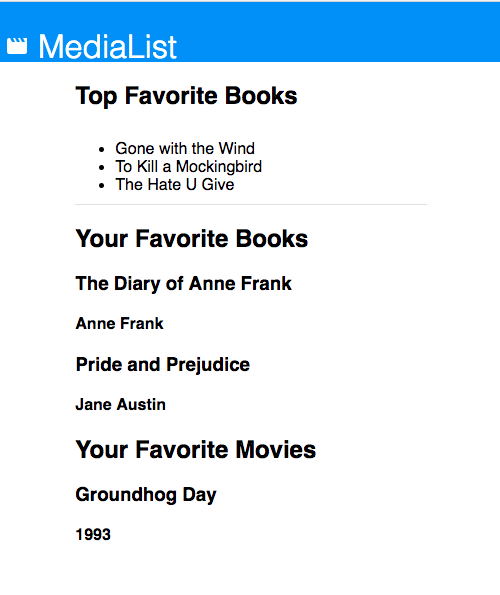 MediaList
Top Favorite Books
Gone with the Wind
To Kill a Mockingbird
The Hate U Give
Your Favorite Books
The Diary of Anne Frank
Anne Frank
Pride and Prejudice
Jane Austin
Your Favorite Movies
Groundhog Day
1993